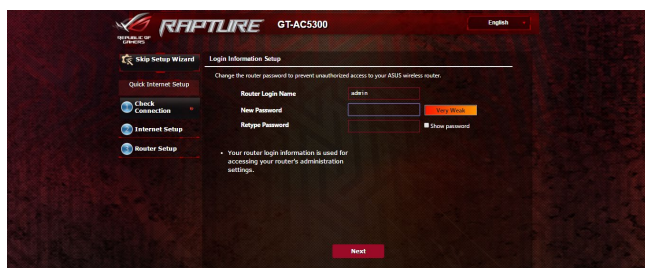 REPUBLIC OF
GAMERS
RAPTURE GT-AC5300
English
Skip Setup Wizard
Quick Internet Setup
Check
Connection
Internet Setup
Router Setup
Login Information Setup
Change the router password to prevent unauthorized access to your ASUS wireless router.
Router Login Name admin
New Password Very Weak
Retype Password Show password
• Your router login information is used for
accessing your router's administration
settings.
Next